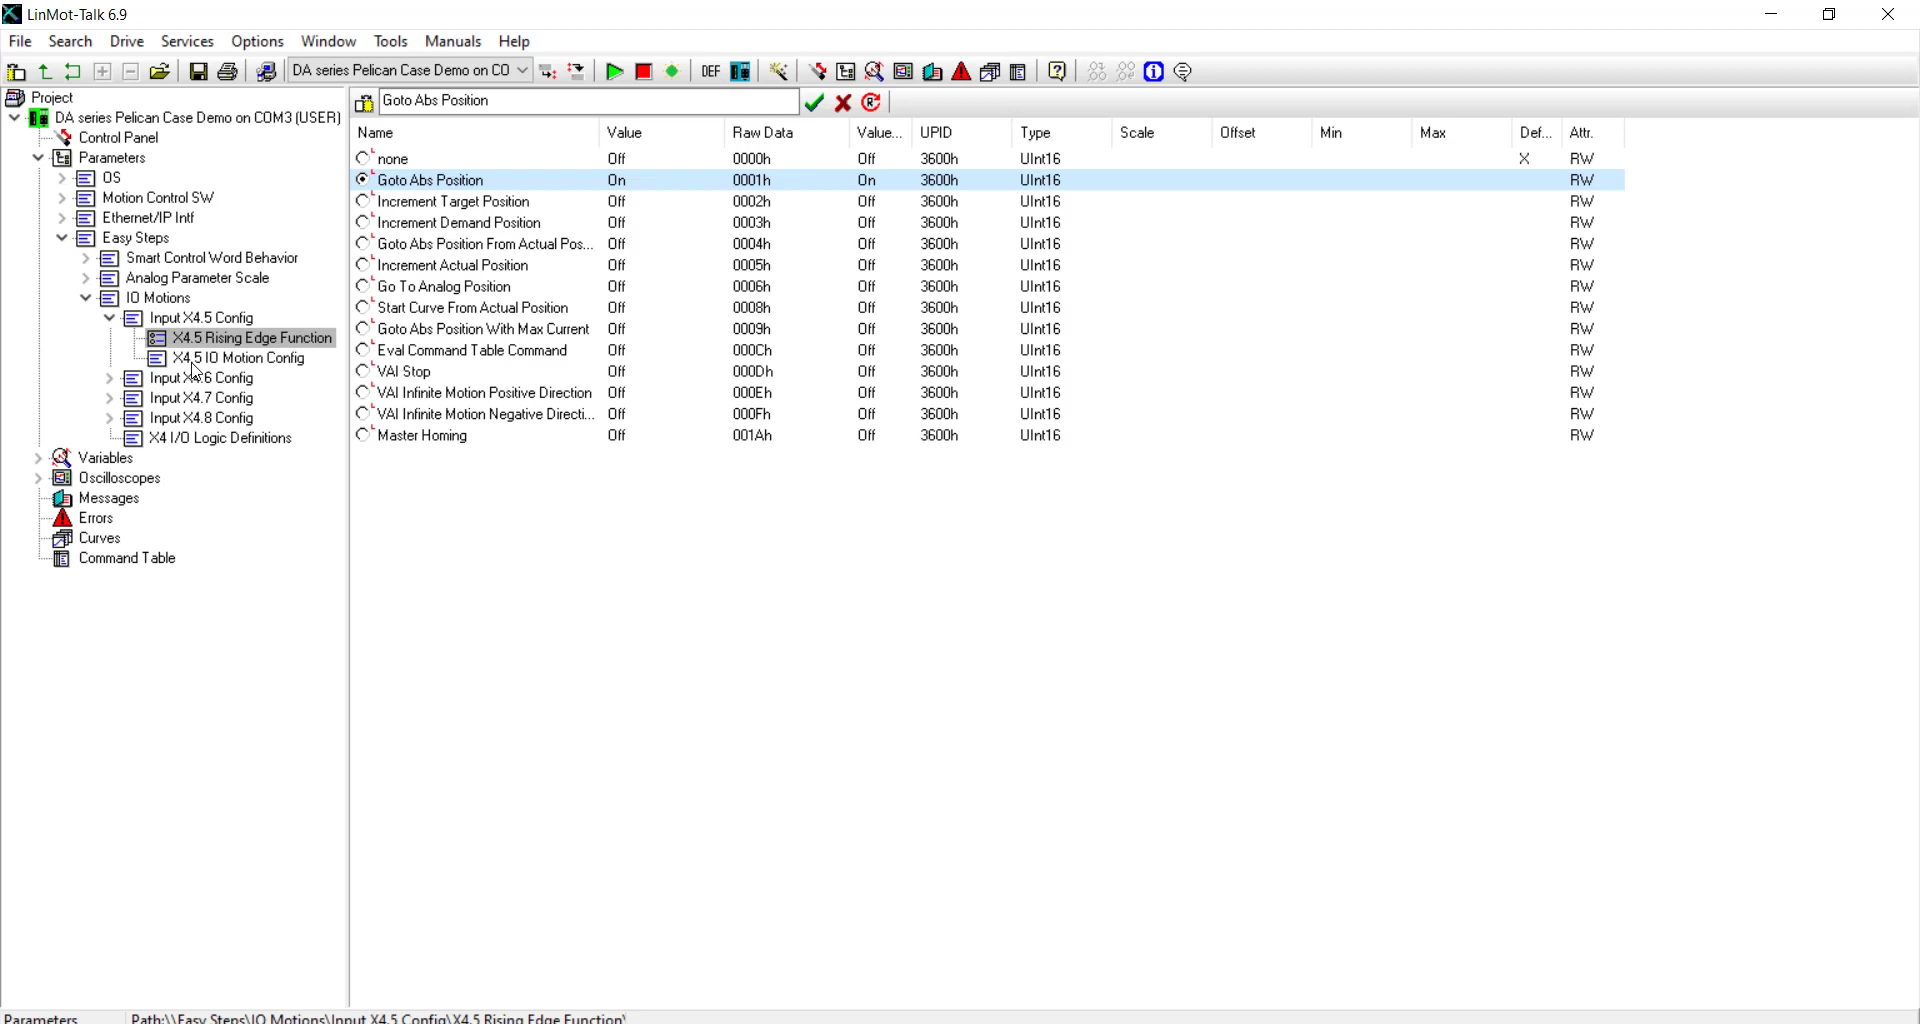 LinMot-Talk 6.9
File Search Drive Services Options Window Tools Manuals Help
DA series Pelican Case Demo on CO DEF
Project
DA series Pelican Case Demo on COM3 (USER)
Control Panel
Parameters
OS
Motion Control SW
Ethernet/IP Intf
Easy Steps
Smart Control Word Behavior
Analog Parameter Scale
IO Motions
Input X4.5 Config
X4.5 Rising Edge Function
X4.5 IO Motion Config
Input X4.6 Config
Input X4.7 Config
Input X4.8 Config
X4 I/O Logic Definitions
Variables
Oscilloscopes
Messages
Errors
Curves
Command Table
Goto Abs Position
Name Value Raw Data Value... UPID Type Scale Offset Min Max Def... Attr.
none Off 0000h Off 3600h UInt16 X RW
Goto Abs Position On 0001h On 3600h UInt16 RW
Increment Target Position Off 0002h Off 3600h UInt16 RW
Increment Demand Position Off 0003h Off 3600h UInt16 RW
Goto Abs Position From Actual Pos... Off 0004h Off 3600h UInt16 RW
Increment Actual Position Off 0005h Off 3600h UInt16 RW
Go To Analog Position Off 0006h Off 3600h UInt16 RW
Start Curve From Actual Position Off 0008h Off 3600h UInt16 RW
Goto Abs Position With Max Current Off 0009h Off 3600h UInt16 RW
Eval Command Table Command Off 000Ch Off 3600h UInt16 RW
VAI Stop Off 000Dh Off 3600h UInt16 RW
VAI Infinite Motion Positive Direction Off 000Eh Off 3600h UInt16 RW
VAI Infinite Motion Negative Directi... Off 000Fh Off 3600h UInt16 RW
Master Homing Off 001Ah Off 3600h UInt16 RW
Parameters Path:\\Easy Steps\IO Motions\Input X4.5 Config\X4.5 Rising Edge Function\